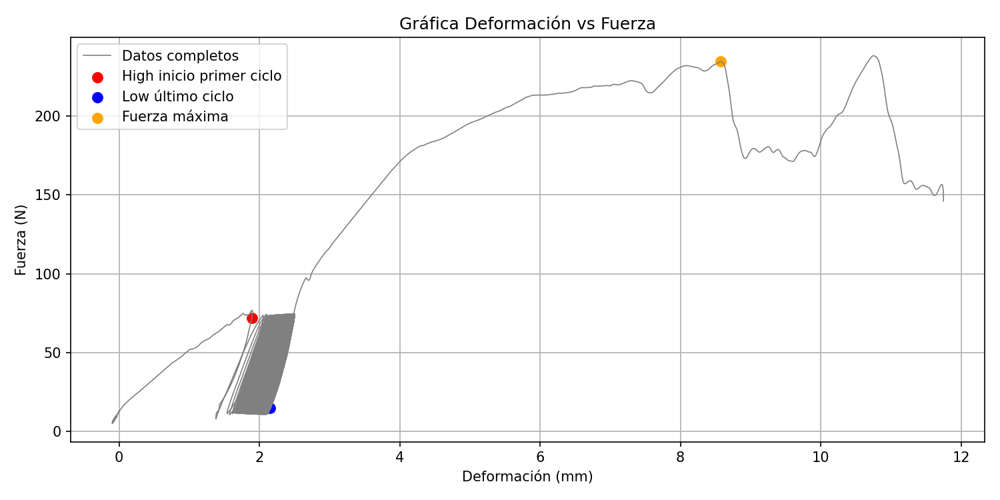 Gráfica Deformación vs Fuerza
Datos completos
High inicio primer ciclo
Low último ciclo
Fuerza máxima
Fuerza (N)
200
150
100
50
0
0 2 4 6 8 10 12
Deformación (mm)